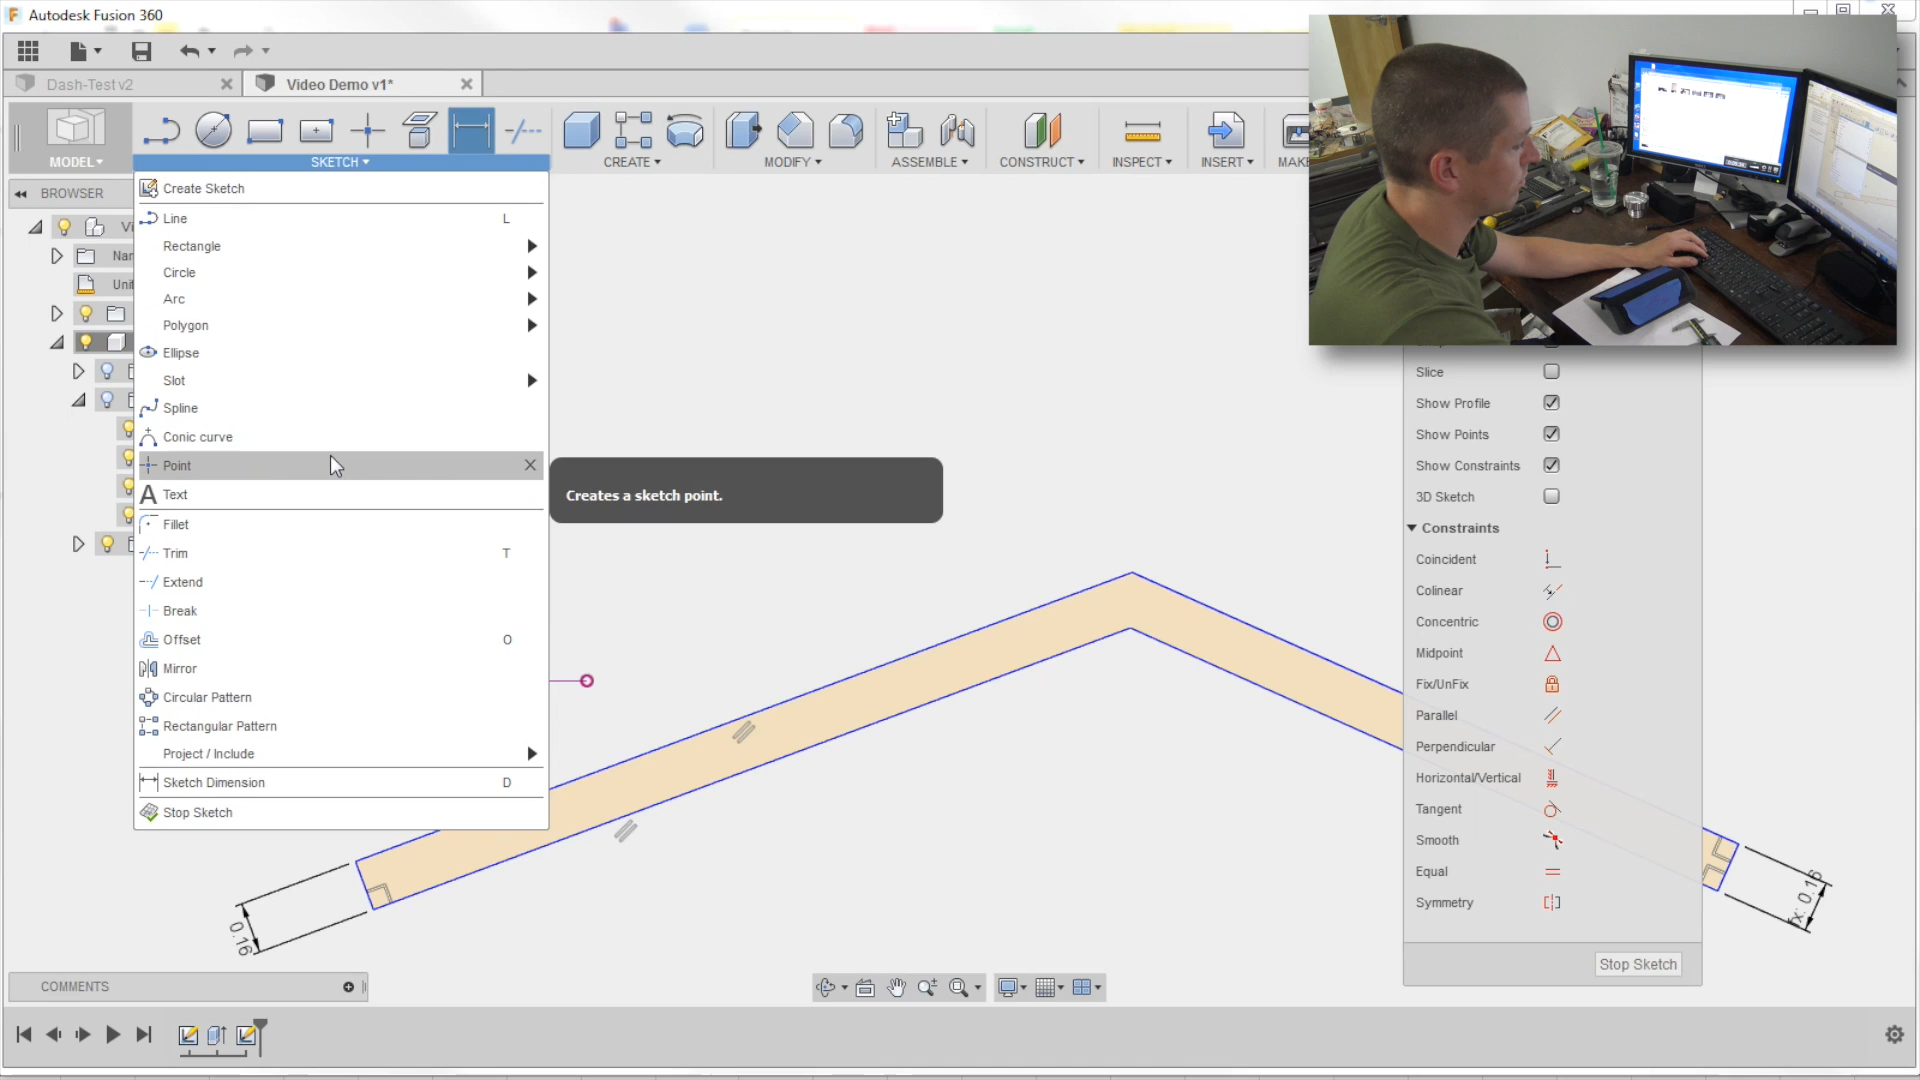 Autodesk Fusion 360
Dash-Test v2
Video Demo v1*
MODEL
SKETCH
CREATE
MODIFY
ASSEMBLE
CONSTRUCT
INSPECT
INSERT
BROWSER
Create Sketch
Line L
Rectangle
Circle
Arc
Polygon
Ellipse
Slot
Spline
Conic curve
Point
Text
Fillet
Trim T
Extend
Break
Offset O
Mirror
Circular Pattern
Rectangular Pattern
Project / Include
Sketch Dimension D
Stop Sketch
Creates a sketch point.
Slice
Show Profile
Show Points
Show Constraints
3D Sketch
Constraints
Coincident
Colinear
Concentric
Midpoint
Fix/UnFix
Parallel
Perpendicular
Horizontal/Vertical
Tangent
Smooth
Equal
Symmetry
Stop Sketch
0.16
fx: 0.16
COMMENTS